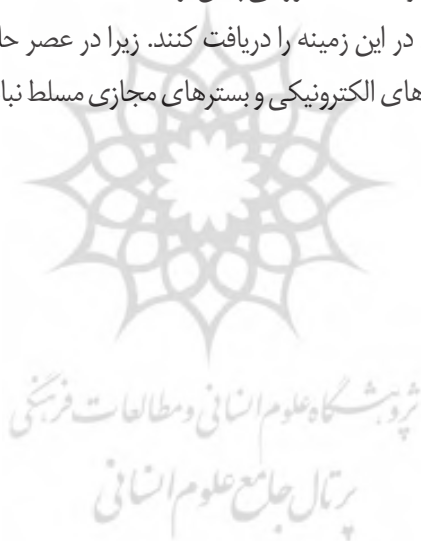 در این زمینه را دریافت کنند. زیرا در عصر حا
های الکترونیکی و بسترهای مجازی مسلط نبا
پژوهشگاه علوم انسانی و مطالعات فرهنگی
پرتال جامع علوم انسانی